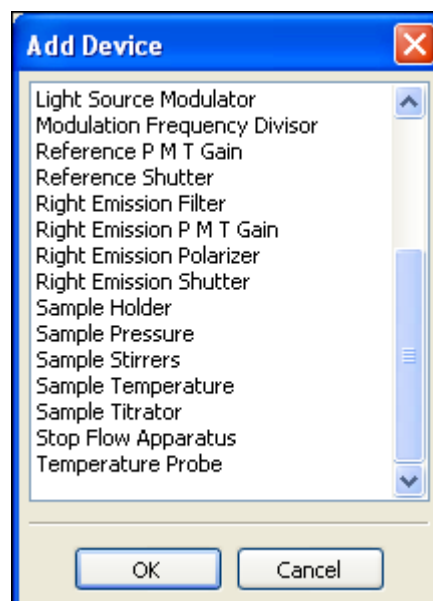 Add Device
Light Source Modulator
Modulation Frequency Divisor
Reference P M T Gain
Reference Shutter
Right Emission Filter
Right Emission P M T Gain
Right Emission Polarizer
Right Emission Shutter
Sample Holder
Sample Pressure
Sample Stirrers
Sample Temperature
Sample Titrator
Stop Flow Apparatus
Temperature Probe
OK Cancel